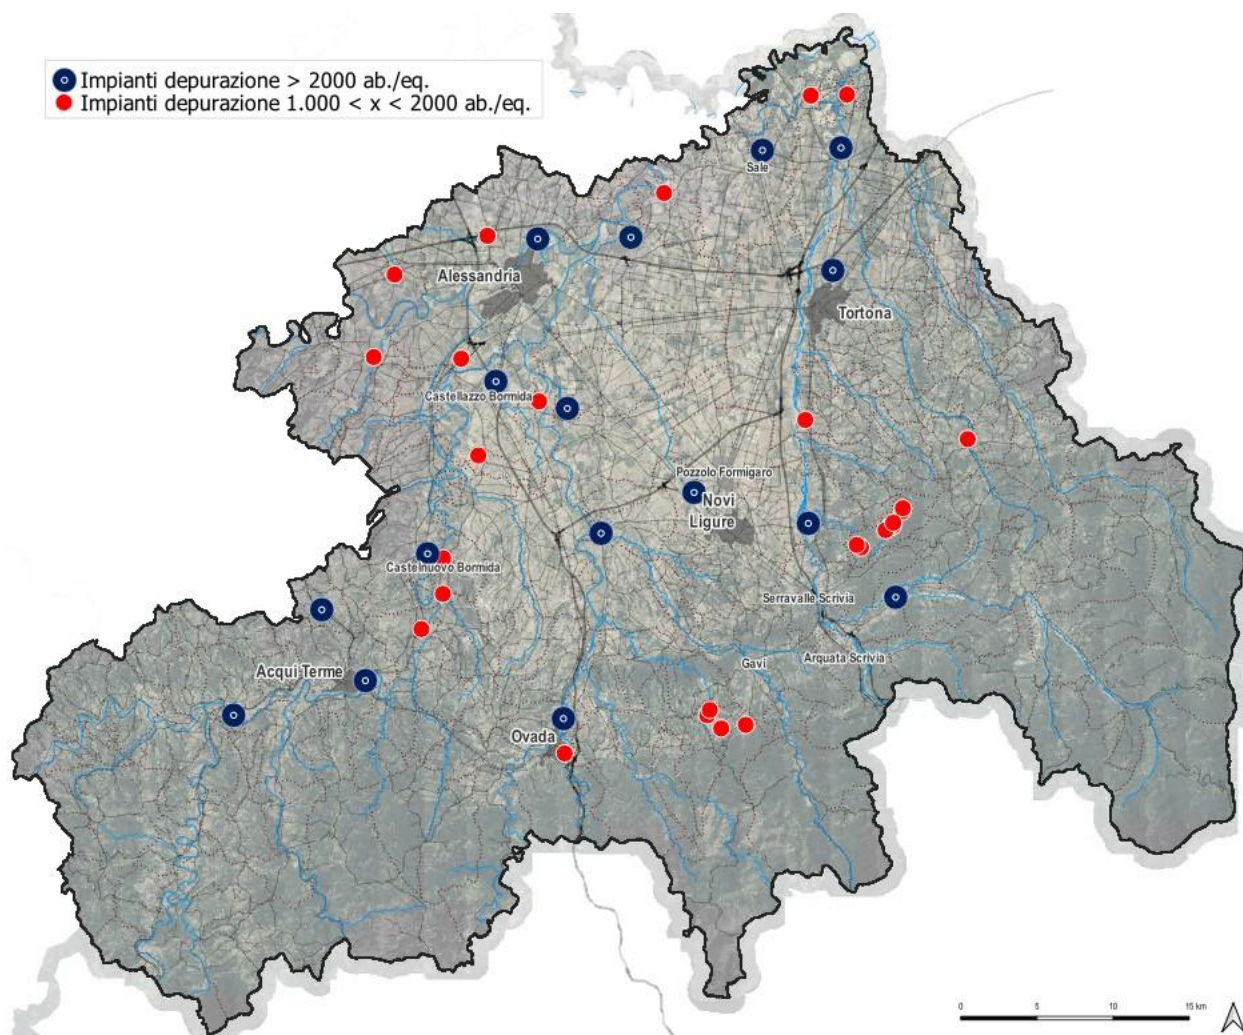 Impianti depurazione > 2000 ab./eq.
Impianti depurazione 1.000 < x < 2000 ab./eq.
Sale
Alessandria
Tortona
Castellazzo Bormida
Pozzolo Formigaro
Novi
Ligure
Castelnuovo Bormida
Serravalle Scrivia
Arquata Scrivia
Gavi
Acqui Terme
Ovada
0 5 10 15 km